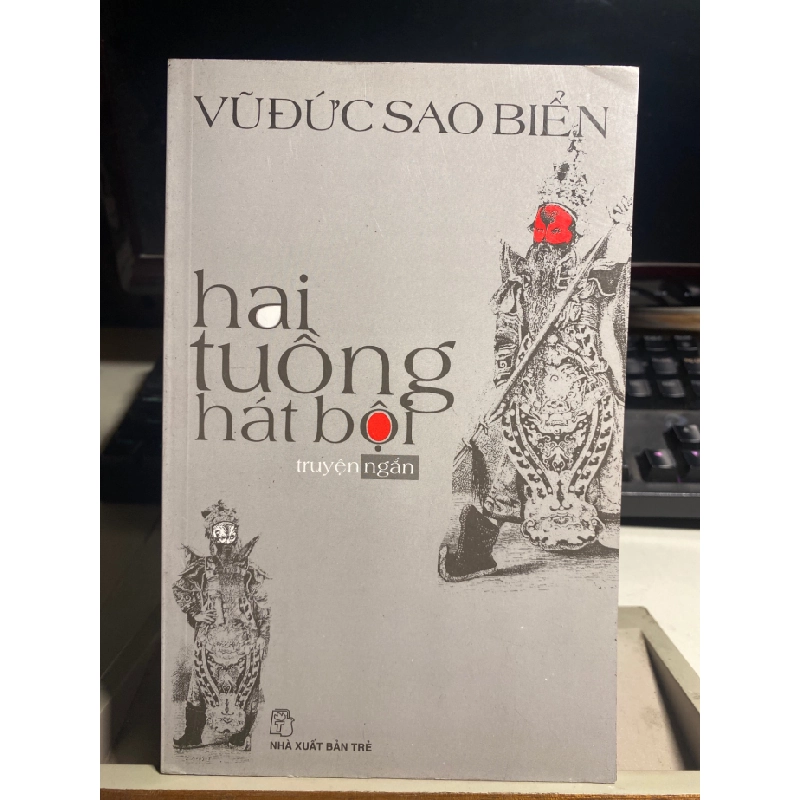 VŨ ĐỨC SAO BIỂN
hai
tuồng
hát bội
truyện ngắn
NHÀ XUẤT BẢN TRẺ